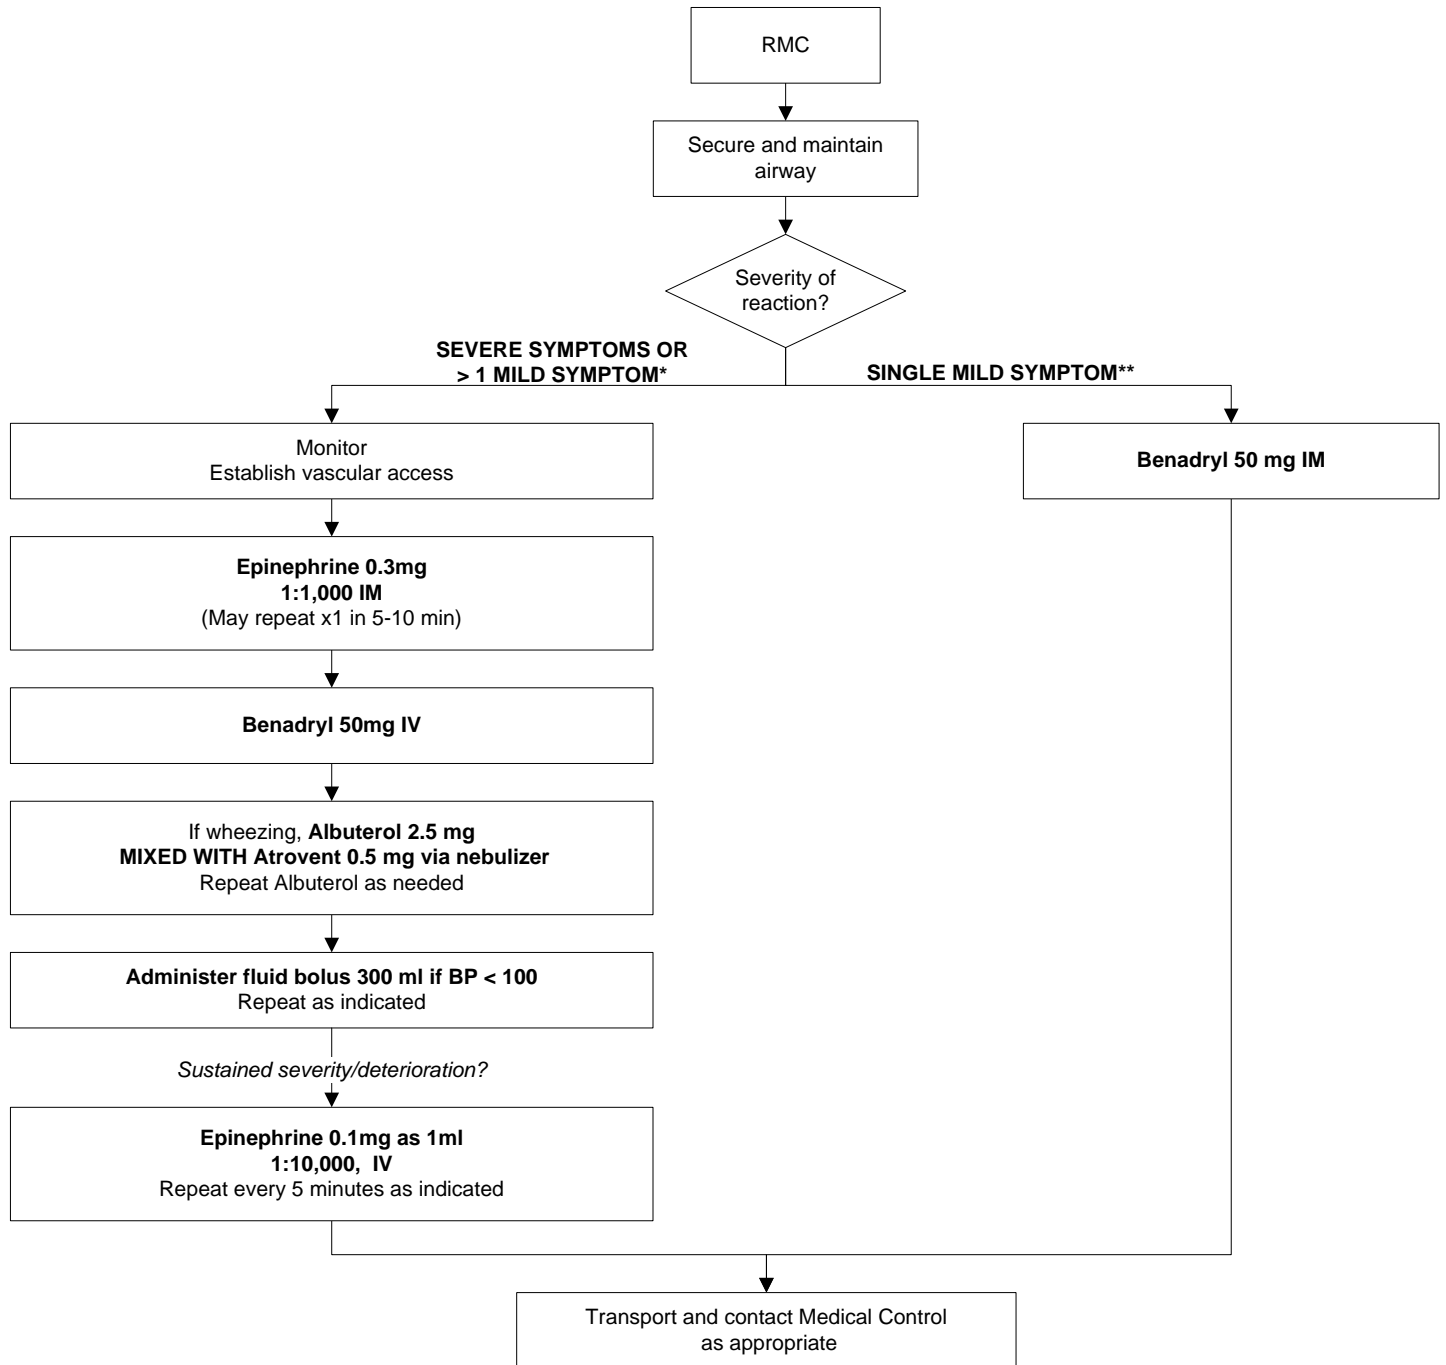 RMC
Secure and maintain
airway
Severity of
reaction?
SEVERE SYMPTOMS OR
> 1 MILD SYMPTOM*
SINGLE MILD SYMPTOM**
Monitor
Establish vascular access
Benadryl 50 mg IM
Epinephrine 0.3mg
1:1,000 IM
(May repeat x1 in 5-10 min)
Benadryl 50mg IV
If wheezing, Albuterol 2.5 mg
MIXED WITH Atrovent 0.5 mg via nebulizer
Repeat Albuterol as needed
Administer fluid bolus 300 ml if BP < 100
Repeat as indicated
Sustained severity/deterioration?
Epinephrine 0.1mg as 1ml
1:10,000,  IV
Repeat every 5 minutes as indicated
Transport and contact Medical Control
as appropriate